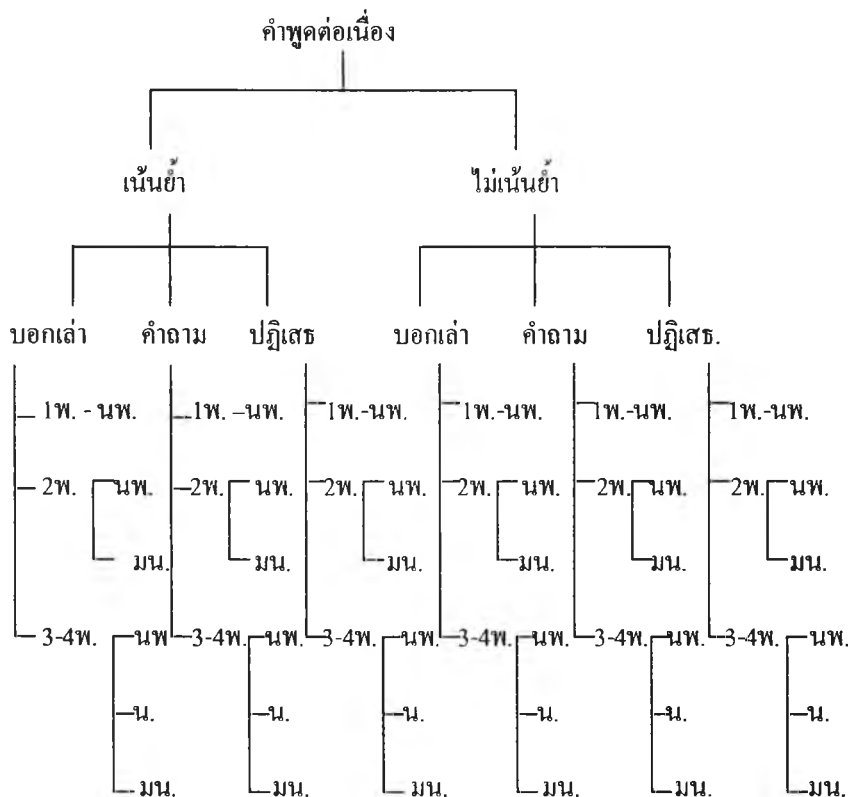 คำพูดต่อเนื่อง
เน้นย้ำ ไม่เน้นย้ำ
บอกเล่า คำถาม ปฏิเสธ บอกเล่า คำถาม ปฏิเสธ.
1พ. - นพ. 1พ. –นพ. 1พ.-นพ. 1พ.-นพ. 1พ.-นพ. 1พ.-นพ.
2พ. นพ. 2พ. นพ. 2พ. นพ. 2พ. นพ. 2พ. นพ. 2พ. นพ.
มน. มน. มน. มน. มน. มน.
3-4พ. นพ 3-4พ. นพ. 3-4พ. นพ. 3-4พ. นพ. 3-4พ. นพ. 3-4พ. นพ.
น. น. น. น. น. น.
มน. มน. มน. มน. มน. มน.